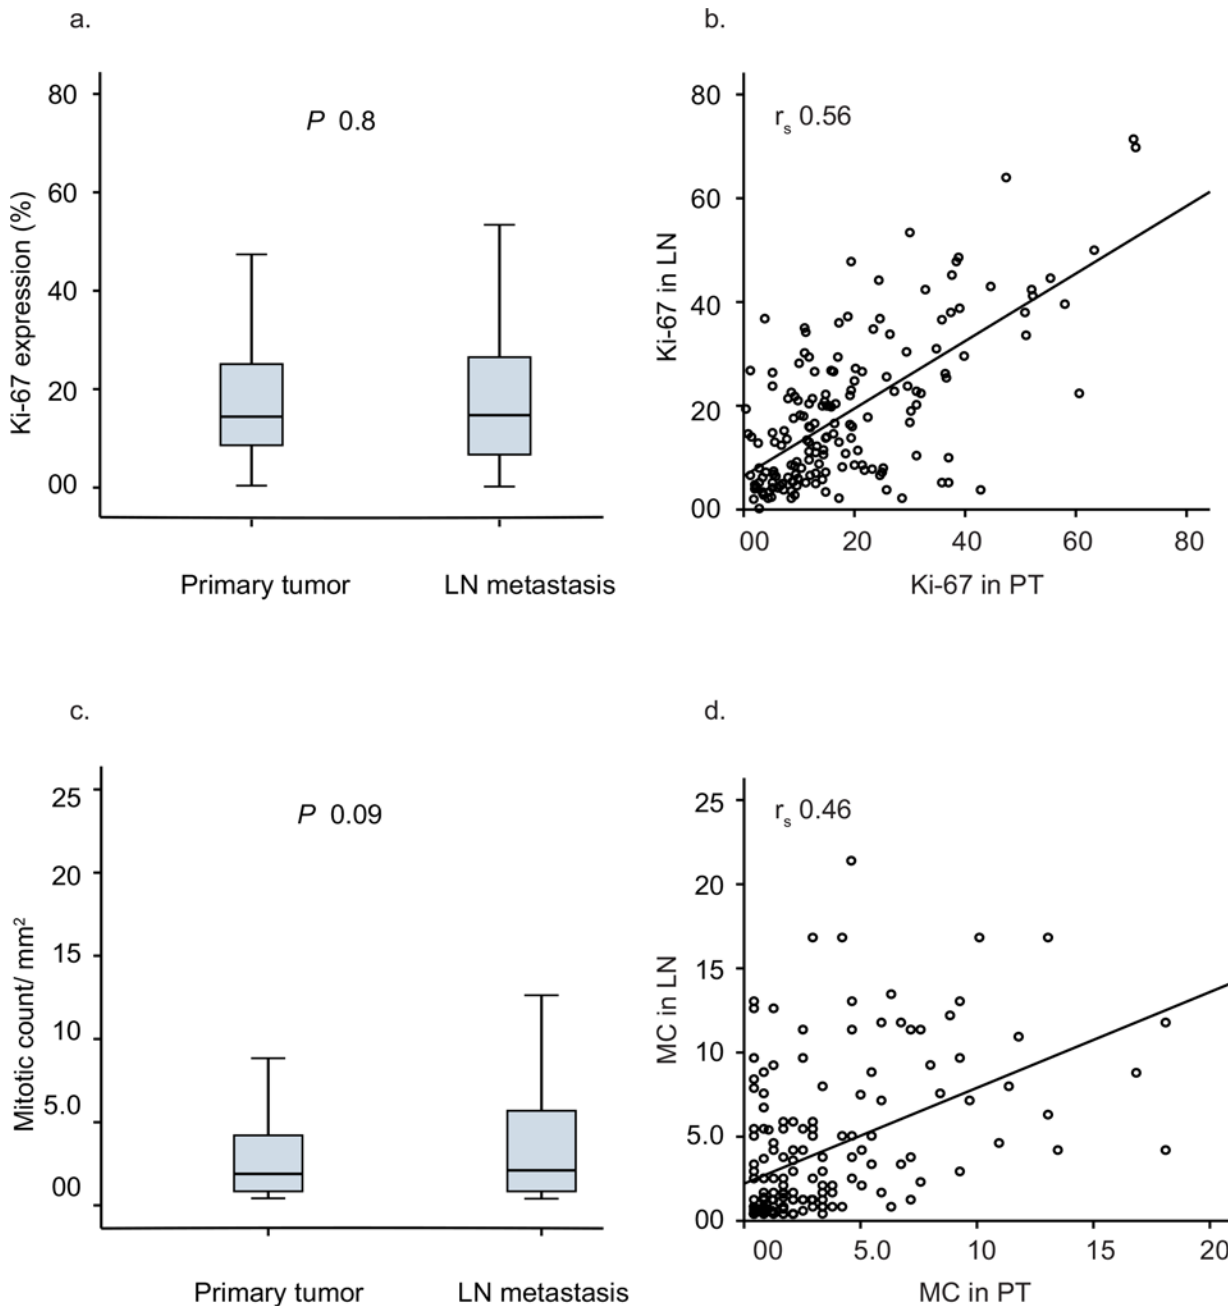 a.
80
60
40
20
00
Ki-67 expression (%)
P 0.8
Primary tumor
LN metastasis
b.
80
60
40
20
00
Ki-67 in LN
rs 0.56
00
20
40
60
80
Ki-67 in PT
c.
25
20
15
10
5.0
00
Mitotic count/ mm²
P 0.09
Primary tumor
LN metastasis
d.
25
20
15
10
5.0
00
MC in LN
rs 0.46
00
5.0
10
15
20
MC in PT